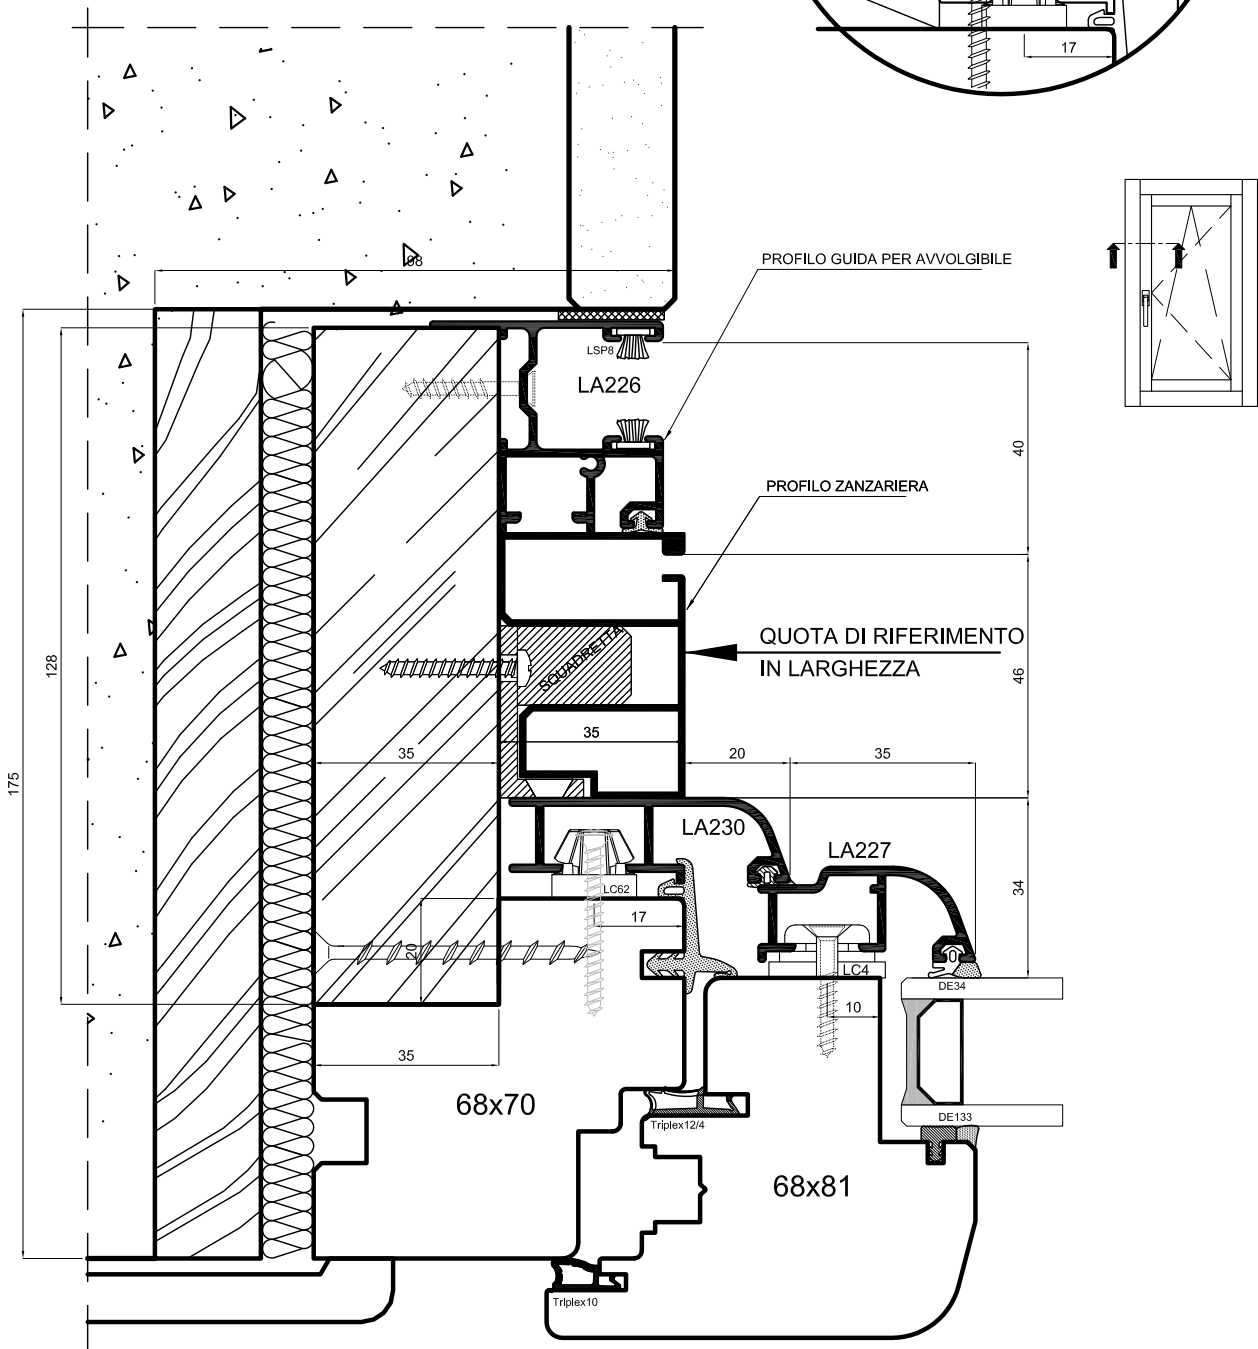 17
98
PROFILO GUIDA PER AVVOLGIBILE
LSP8
LA226
40
PROFILO ZANZARIERA
QUOTA DI RIFERIMENTO
IN LARGHEZZA
SQUADRETTA
128
46
175
35
35
20
35
LA230
LA227
LC62
17
34
20
LC4
DE34
10
35
68x70
Triplex12/4
DE133
68x81
Triplex10